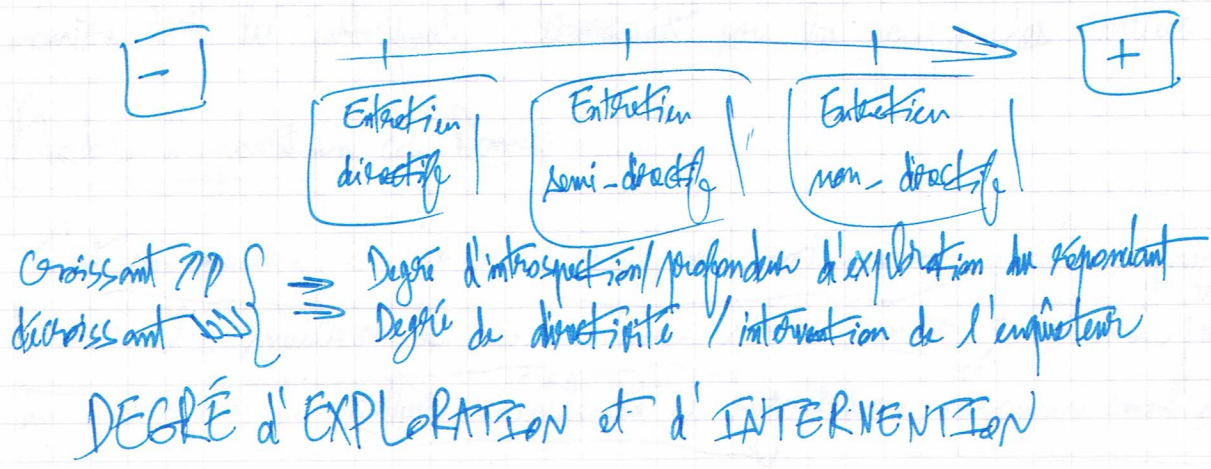 - +
Entretien directif
Entretien semi-directif
Entretien non-directif
Croissant ↗↗↗ ⇒ Degré d'introspection/profondeur d'exploration du répondant
décroissant ↘↘↘ ⇒ Degré de directivité / intervention de l'enquêteur
DEGRÉ d'EXPLORATION et d'INTERVENTION